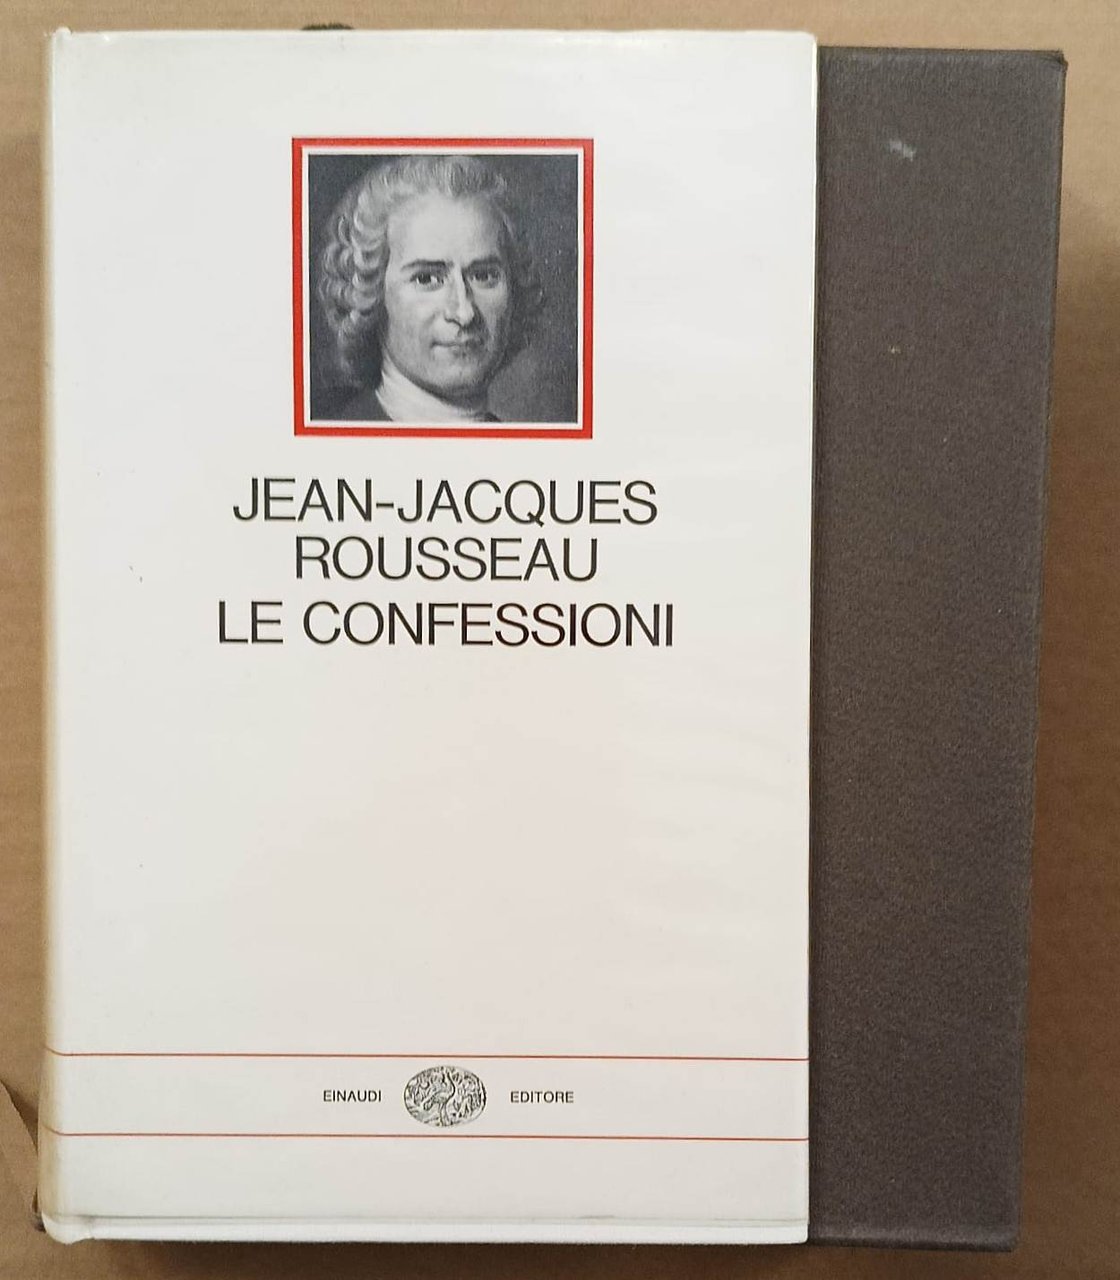 JEAN-JACQUES
ROUSSEAU
LE CONFESSIONI
EINAUDI EDITORE